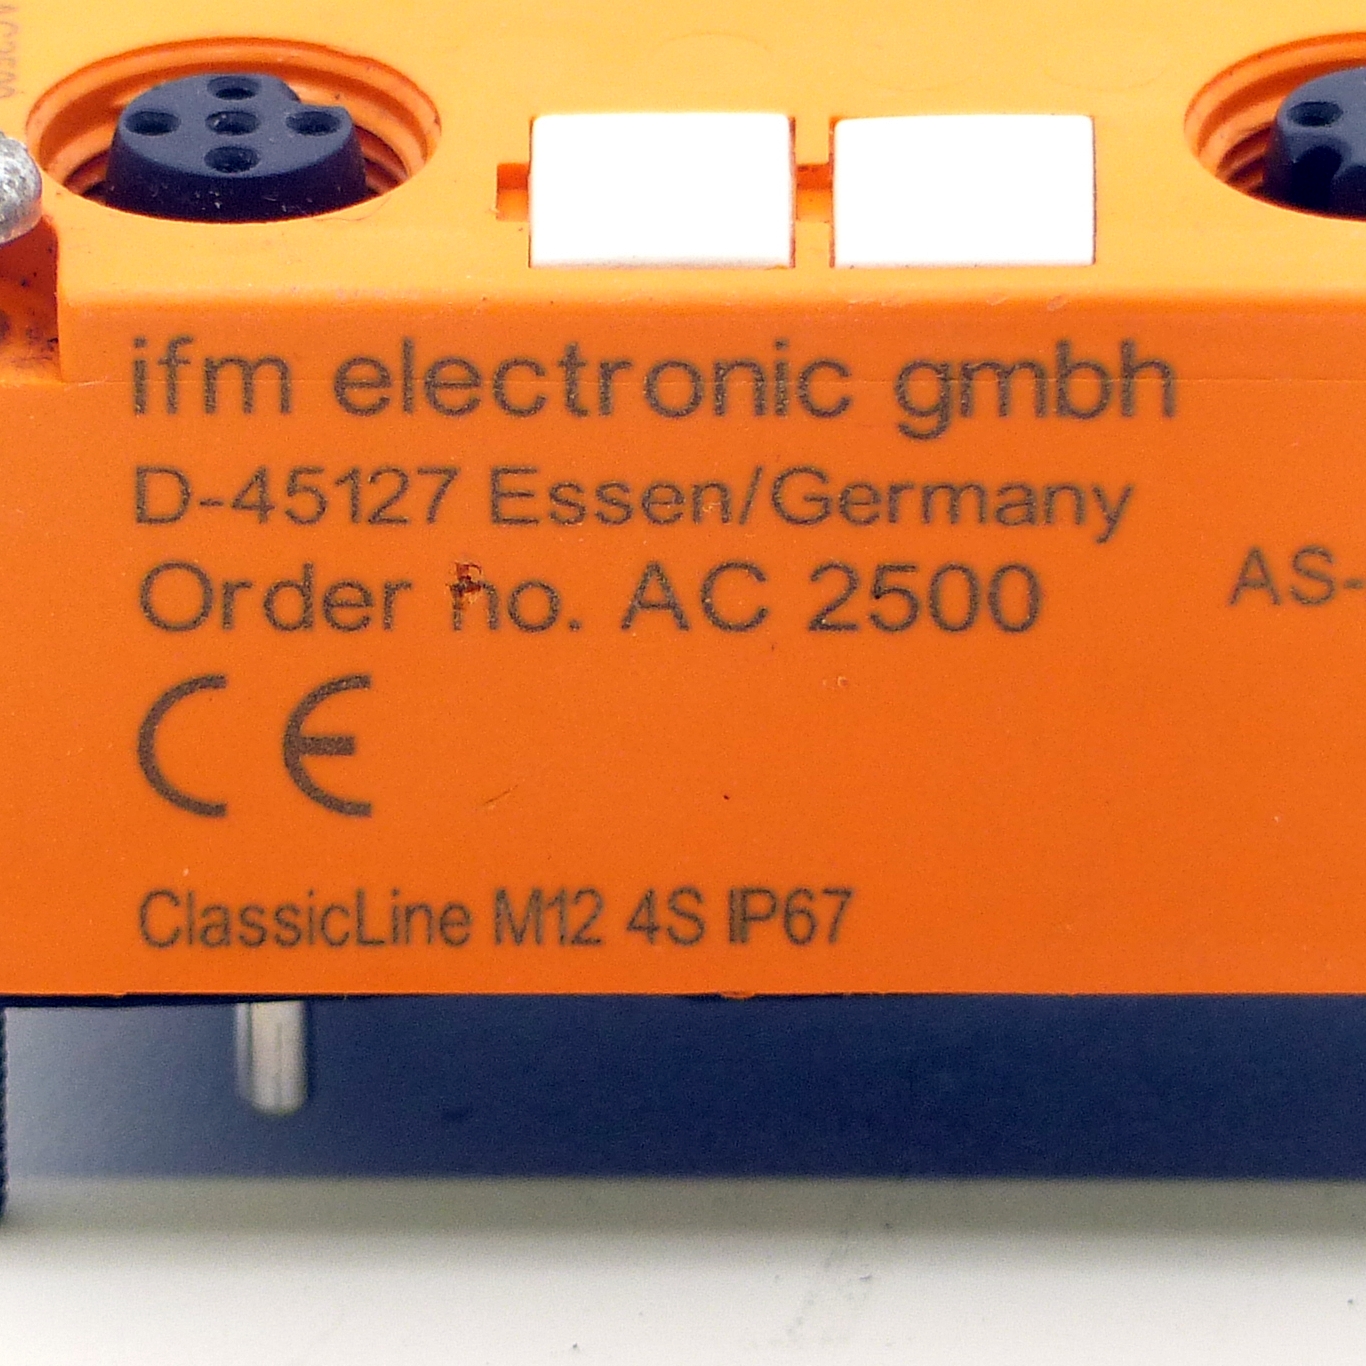 ifm electronic gmbh
D-45127 Essen/Germany
Order no. AC 2500
AS-
CE
ClassicLine M12 4S IP67